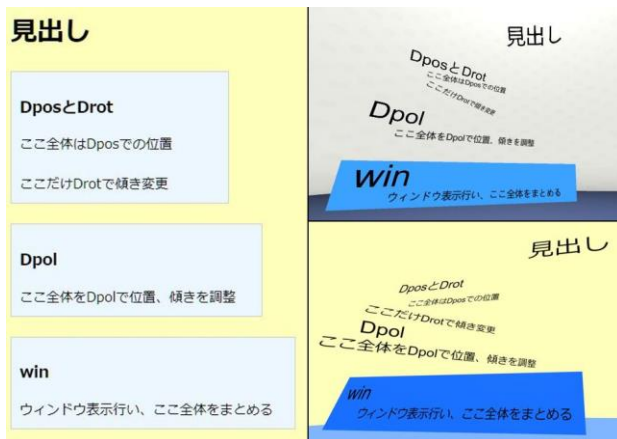 見出し
DposとDrot
ここ全体はDposでの位置
ここだけDrotで傾き変更
Dpol
ここ全体をDpolで位置、傾きを調整
win
ウィンドウ表示行い、ここ全体をまとめる
見出し
DposとDrot
ここ全体はDposでの位置
ここだけDrotで傾き変更
Dpol
ここ全体をDpolで位置、傾きを調整
win
ウィンドウ表示行い、ここ全体をまとめる
見出し
DposとDrot
ここ全体はDposでの位置
ここだけDrotで傾き変更
Dpol
ここ全体をDpolで位置、傾きを調整
win
ウィンドウ表示行い、ここ全体をまとめる